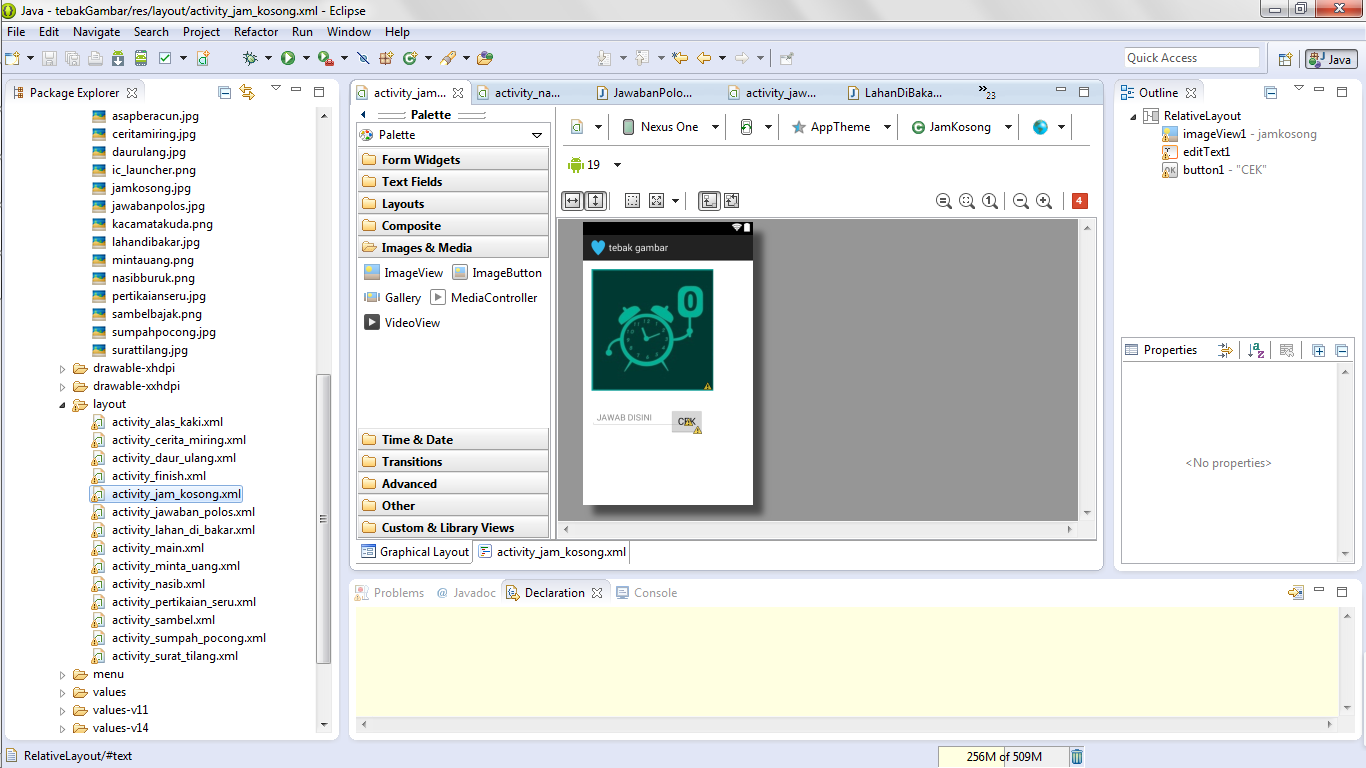 Java - tebakGambar/res/layout/activity_jam_kosong.xml - Eclipse
File Edit Navigate Search Project Refactor Run Window Help
Quick Access
Java
Package Explorer
asapberacun.jpg
ceritamiring.jpg
daurulang.jpg
ic_launcher.png
jamkosong.jpg
jawabanpolos.jpg
kacamatakuda.png
lahandibakar.jpg
mintauang.png
nasibburuk.png
pertikaianseru.jpg
sambelbajak.png
sumpahpocong.jpg
surattilang.jpg
drawable-xhdpi
drawable-xxhdpi
layout
activity_alas_kaki.xml
activity_cerita_miring.xml
activity_daur_ulang.xml
activity_finish.xml
activity_jam_kosong.xml
activity_jawaban_polos.xml
activity_lahan_di_bakar.xml
activity_main.xml
activity_minta_uang.xml
activity_nasib.xml
activity_pertikaian_seru.xml
activity_sambel.xml
activity_sumpah_pocong.xml
activity_surat_tilang.xml
menu
values
values-v11
values-v14
activity_jam... activity_na... JawabanPolo... activity_jaw... LahanDiBaka... »23
Palette
Palette
Form Widgets
Text Fields
Layouts
Composite
Images & Media
ImageView ImageButton
Gallery MediaController
VideoView
Time & Date
Transitions
Advanced
Other
Custom & Library Views
Nexus One AppTheme JamKosong
19
4
tebak gambar
0
JAWAB DISINI CEK
Graphical Layout activity_jam_kosong.xml
Outline
RelativeLayout
imageView1 - jamkosong
editText1
OK button1 - "CEK"
Properties
<No properties>
Problems @ Javadoc Declaration Console
RelativeLayout/#text
256M of 509M